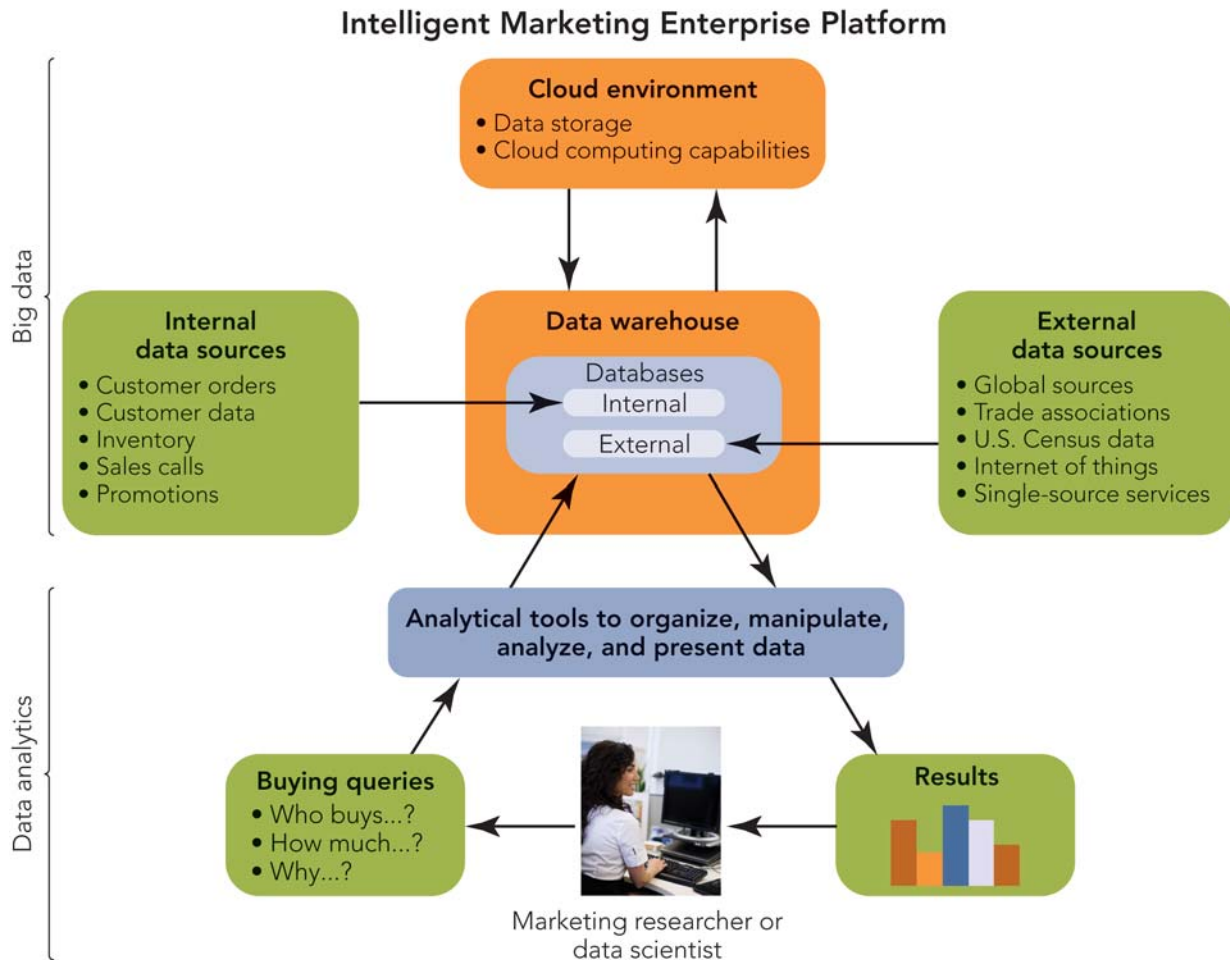 Intelligent Marketing Enterprise Platform
Cloud environment
• Data storage
• Cloud computing capabilities
Big data
Internal
data sources
• Customer orders
• Customer data
• Inventory
• Sales calls
• Promotions
Data warehouse
Databases
Internal
External
External
data sources
• Global sources
• Trade associations
• U.S. Census data
• Internet of things
• Single-source services
Data analytics
Analytical tools to organize, manipulate,
analyze, and present data
Buying queries
• Who buys...?
• How much...?
• Why...?
Marketing researcher or
data scientist
Results